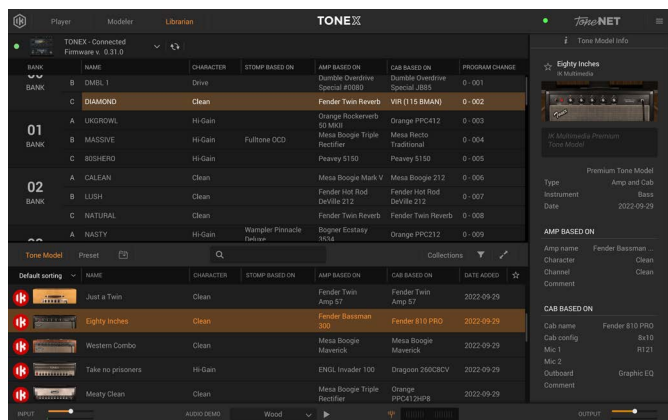 Player Modeler Librarian TONEX ToneNET
TONEX - Connected
Firmware v. 0.31.0
i Tone Model Info
BANK NAME CHARACTER STOMP BASED ON AMP BASED ON CAB BASED ON PROGRAM CHANGE
00
BANK
B DMBL 1 Drive Dumble Overdrive Special #0080 Dumble Overdrive Special JB85 0 - 001
C DIAMOND Clean Fender Twin Reverb VIR (115 BMAN) 0 - 002
01
BANK
A UKGROWL Hi-Gain Orange Rockerverb 50 MKII Orange PPC412 0 - 003
B MASSIVE Hi-Gain Fulltone OCD Mesa Boogie Triple Rectifier Mesa Recto Traditional 0 - 004
C 80SHERO Hi-Gain Peavey 5150 Peavey 5150 0 - 005
02
BANK
A CALEAN Clean Mesa Boogie Mark V Mesa Boogie 212 0 - 006
B LUSH Clean Fender Hot Rod DeVille 212 Fender Hot Rod DeVille 212 0 - 007
C NATURAL Clean Fender Twin Reverb Fender Twin Reverb 0 - 008
A NASTY Hi-Gain Wampler Pinnacle Deluxe Bogner Ecstasy 3534 Orange PPC212 0 - 009
Tone Model Preset Collections
Default sorting NAME CHARACTER STOMP BASED ON AMP BASED ON CAB BASED ON DATE ADDED
Just a Twin Clean Fender Twin Amp 57 Fender Twin Amp 57 2022-09-29
Eighty Inches Clean Fender Bassman 300 Fender 810 PRO 2022-09-29
Western Combo Clean Mesa Boogie Maverick Mesa Boogie Maverick 2022-09-29
Take no prisoners Hi-Gain ENGL Invader 100 Dragoon 260C8CV 2022-09-29
Meaty Clean Clean Mesa Boogie Triple Rectifier Orange PPC412HP8 2022-09-29
INPUT AUDIO DEMO Wood OUTPUT
Eighty Inches
IK Multimedia
IK Multimedia Premium
Tone Model
Premium Tone Model
Type Amp and Cab
Instrument Bass
Date 2022-09-29
AMP BASED ON
Amp name Fender Bassman ...
Character Clean
Channel Clean
Comment
CAB BASED ON
Cab name Fender 810 PRO
Cab config 8x10
Mic 1 R121
Mic 2
Outboard Graphic EQ
Comment